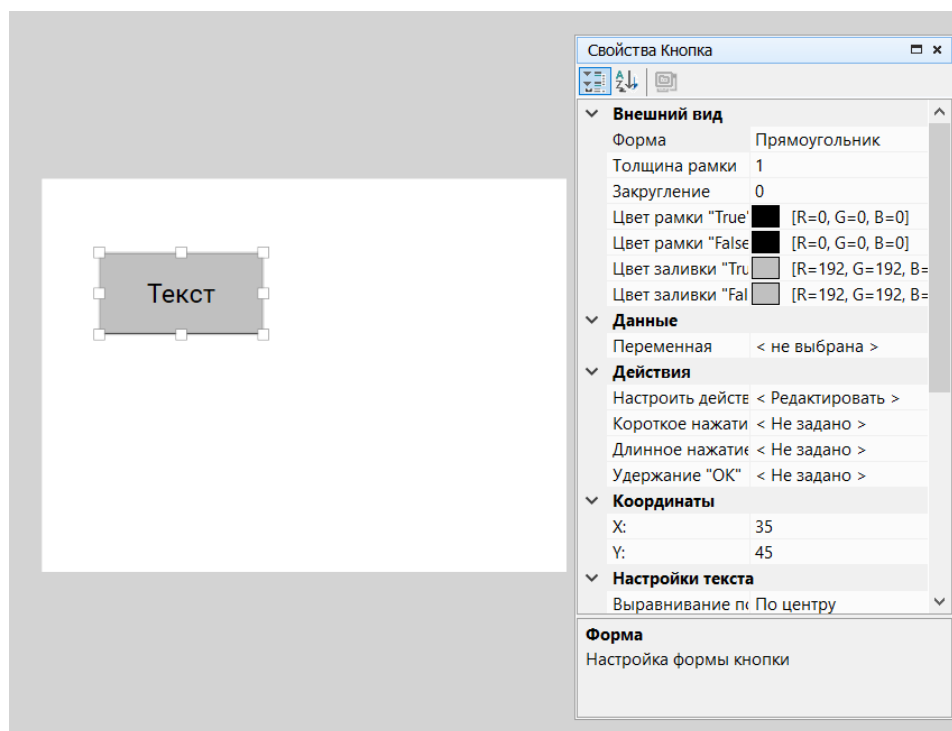 Текст
Свойства Кнопка
Внешний вид
Форма Прямоугольник
Толщина рамки 1
Закругление 0
Цвет рамки "True" [R=0, G=0, B=0]
Цвет рамки "False [R=0, G=0, B=0]
Цвет заливки "Tru [R=192, G=192, B=
Цвет заливки "Fal [R=192, G=192, B=
Данные
Переменная < не выбрана >
Действия
Настроить действ < Редактировать >
Короткое нажати < Не задано >
Длинное нажатие < Не задано >
Удержание "ОК" < Не задано >
Координаты
X: 35
Y: 45
Настройки текста
Выравнивание по По центру
Форма
Настройка формы кнопки